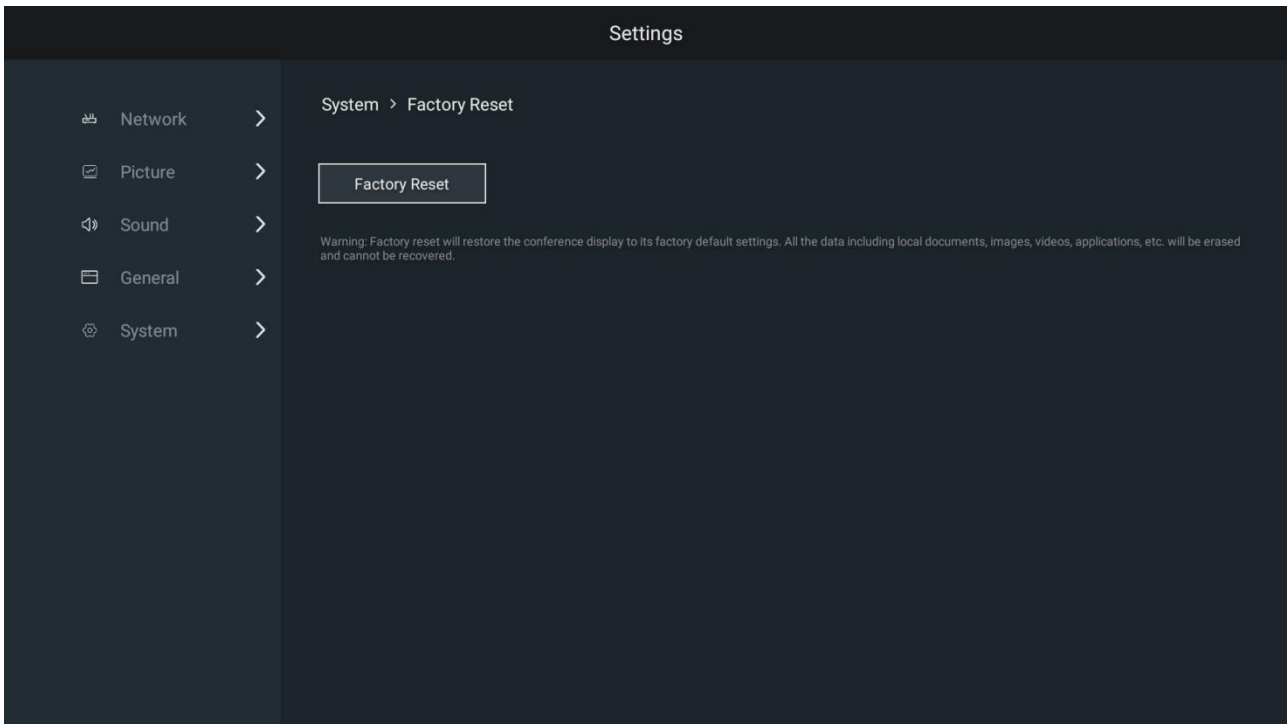 Settings
Network
Picture
Sound
General
System
System > Factory Reset
Factory Reset
Warning: Factory reset will restore the conference display to its factory default settings. All the data including local documents, images, videos, applications, etc. will be erased
and cannot be recovered.